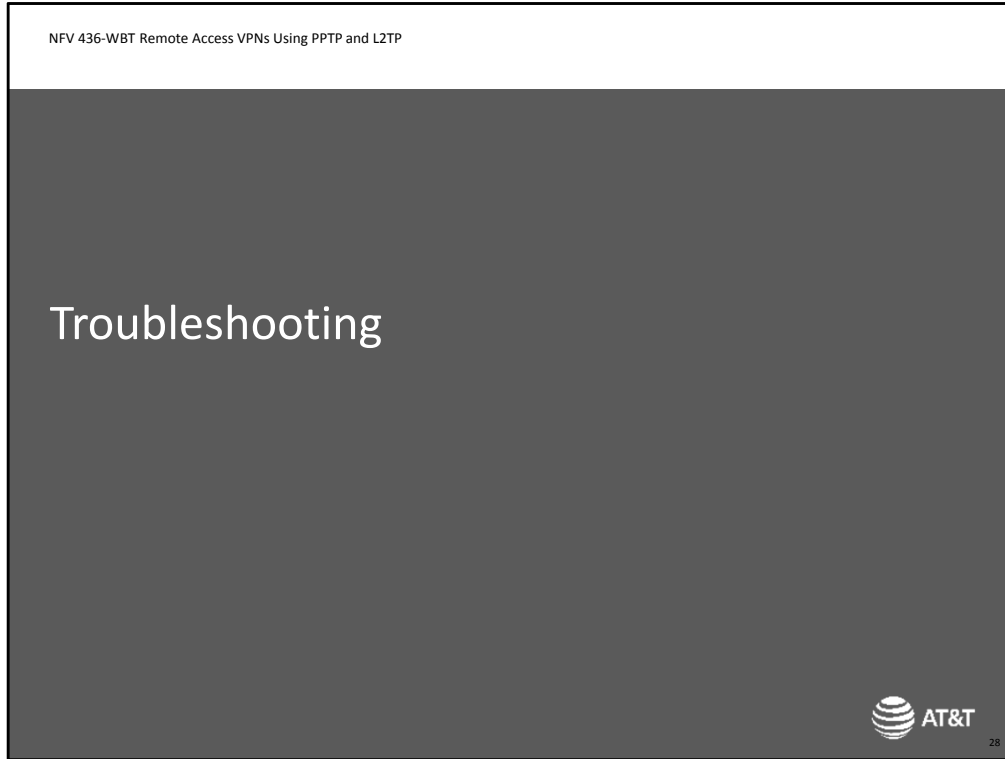 NFV 436-WBT Remote Access VPNs Using PPTP and L2TP
Troubleshooting
AT&T
28